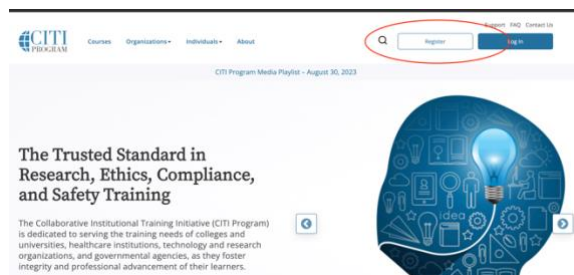 Support FAQ Contact Us
CITI PROGRAM
Courses Organizations Individuals About
Register Log In
CITI Program Media Playlist – August 30, 2023
The Trusted Standard in
Research, Ethics, Compliance,
and Safety Training
The Collaborative Institutional Training Initiative (CITI Program)
is dedicated to serving the training needs of colleges and
universities, healthcare institutions, technology and research
organizations, and governmental agencies, as they foster
integrity and professional advancement of their learners.
idea